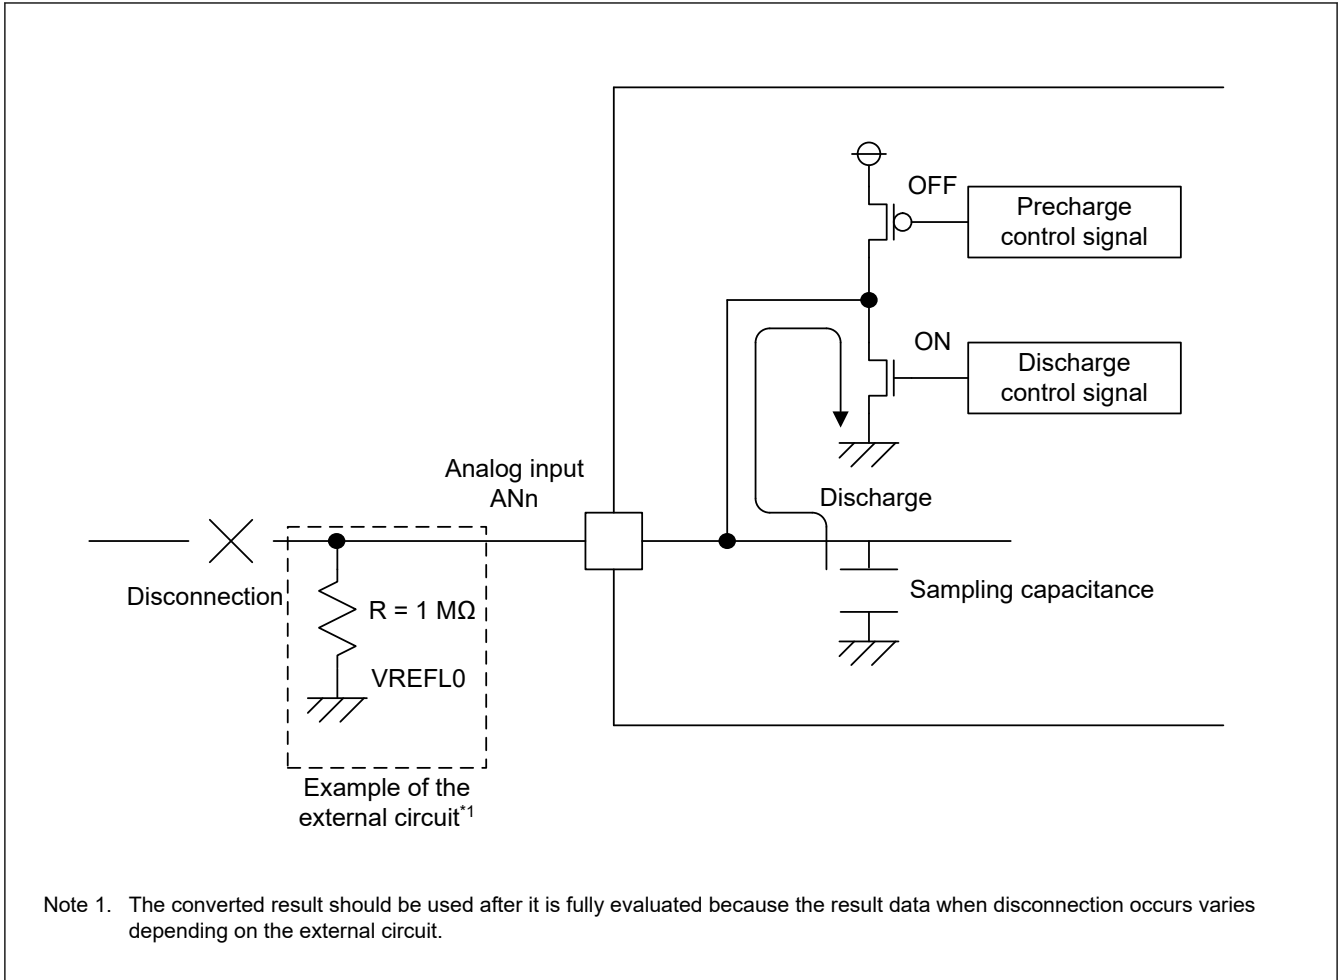 OFF
Precharge
control signal
ON
Discharge
control signal
Analog input
ANn
Discharge
Disconnection
R = 1 MΩ
Sampling capacitance
VREFL0
Example of the
external circuit*1
Note 1. The converted result should be used after it is fully evaluated because the result data when disconnection occurs varies
depending on the external circuit.